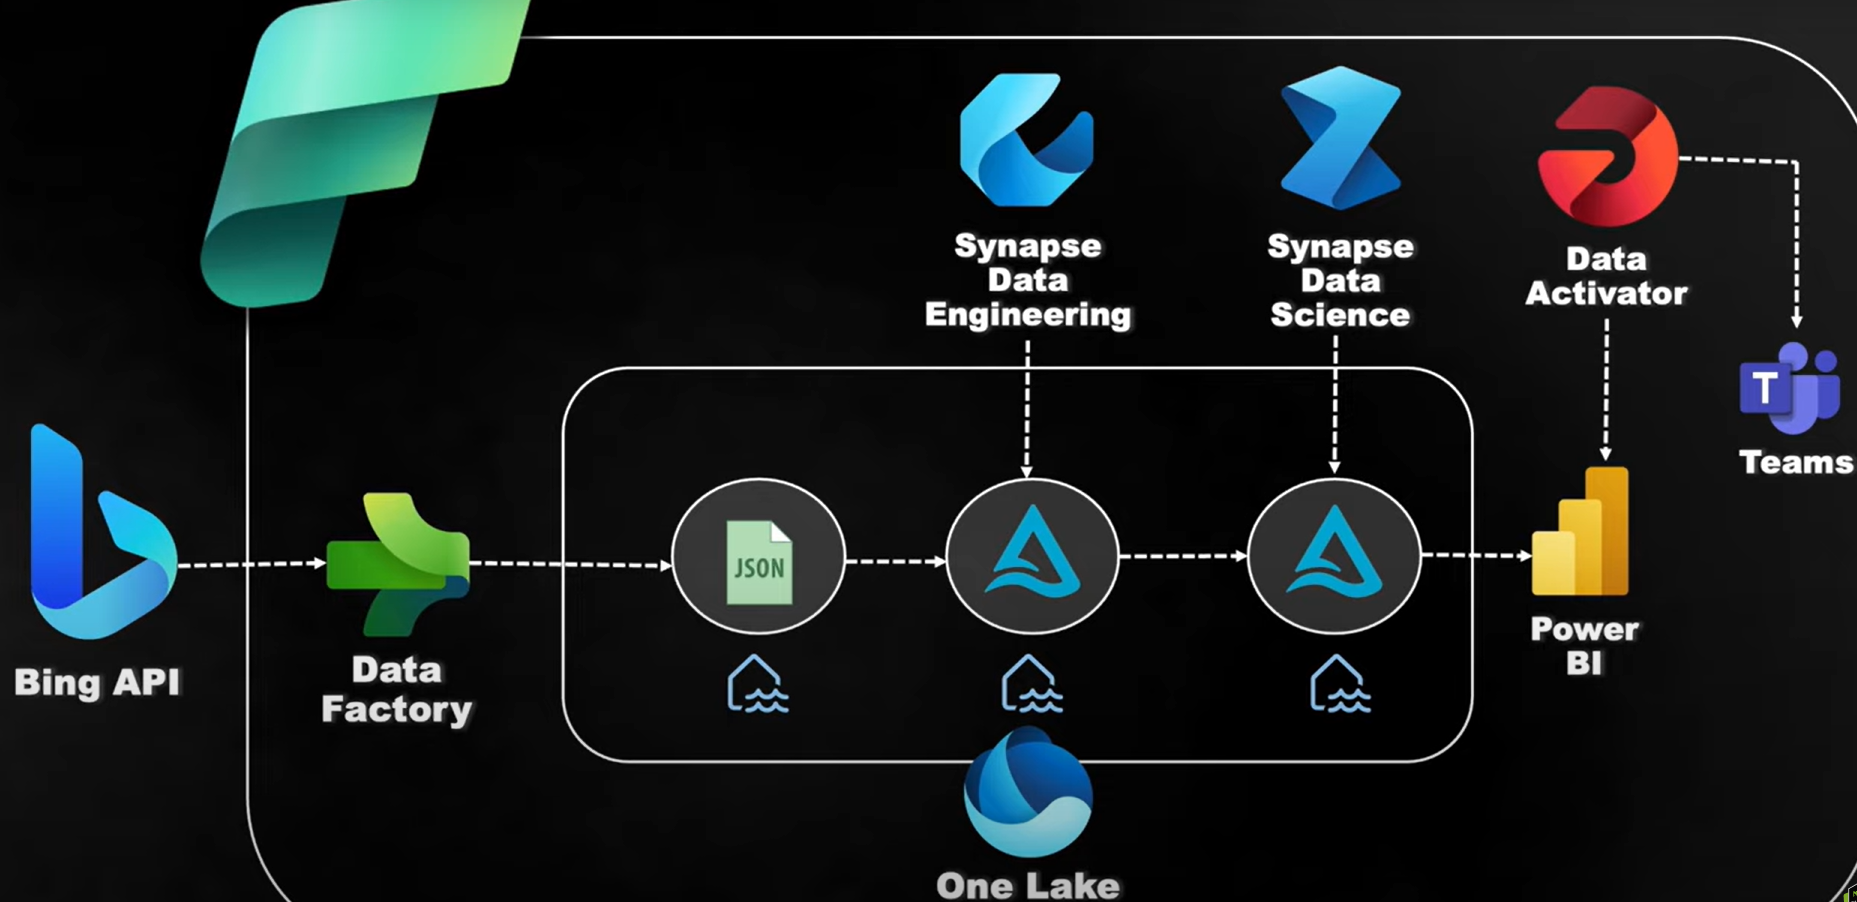 Synapse
Data
Engineering
Synapse
Data
Science
Data
Activator
T
Teams
Bing API
Data
Factory
JSON
Power
BI
One Lake